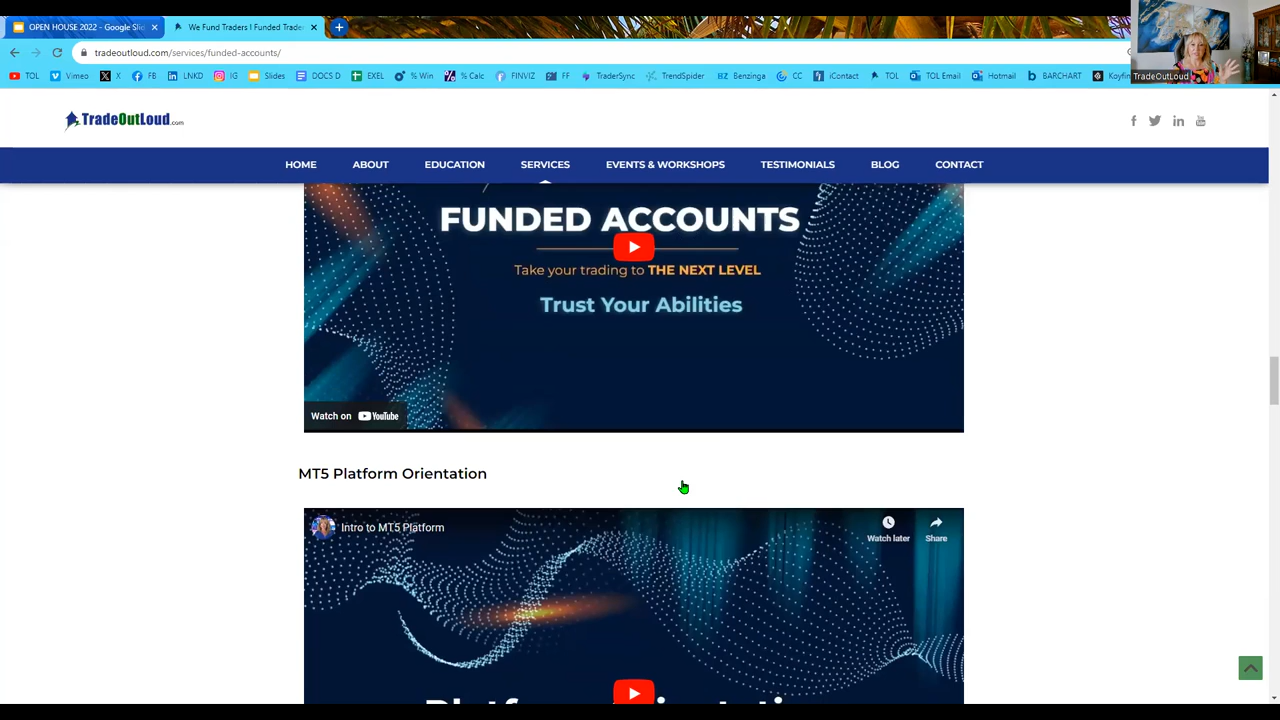 OPEN HOUSE 2022 - Google Slid
We Fund Traders I Funded Trade
tradeoutloud.com/services/funded-accounts/
TOL
Vimeo
X
FB
LNKD
IG
Slides
DOCS D
EXEL
% Win
% Calc
FINVIZ
FF
TraderSync
TrendSpider
Benzinga
CC
iContact
TOL
TOL Email
Hotmail
BARCHART
Koyfin
TradeOutLoud
TradeOutLoud.com
HOME ABOUT EDUCATION SERVICES EVENTS & WORKSHOPS TESTIMONIALS BLOG CONTACT
FUNDED ACCOUNTS
Take your trading to THE NEXT LEVEL
Trust Your Abilities
Watch on YouTube
MT5 Platform Orientation
Intro to MT5 Platform
Watch later
Share